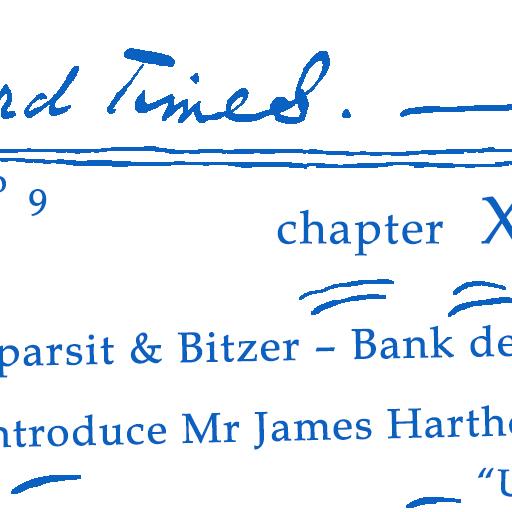 rd Times.
o 9
chapter X
parsit & Bitzer – Bank de
ntroduce Mr James Harth
“U